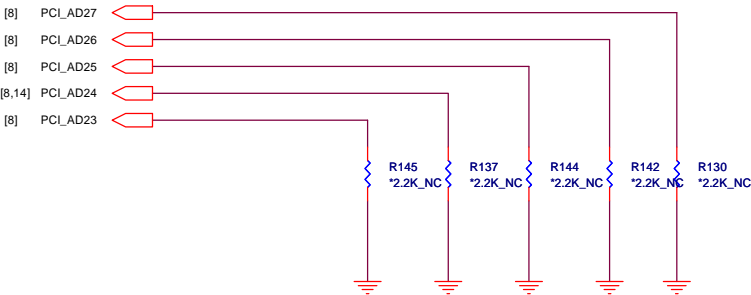 [8] PCI_AD27
[8] PCI_AD26
[8] PCI_AD25
[8,14] PCI_AD24
[8] PCI_AD23
R145 R137 R144 R142 R130
*2.2K_NC *2.2K_NC *2.2K_NC *2.2K_NC *2.2K_NC